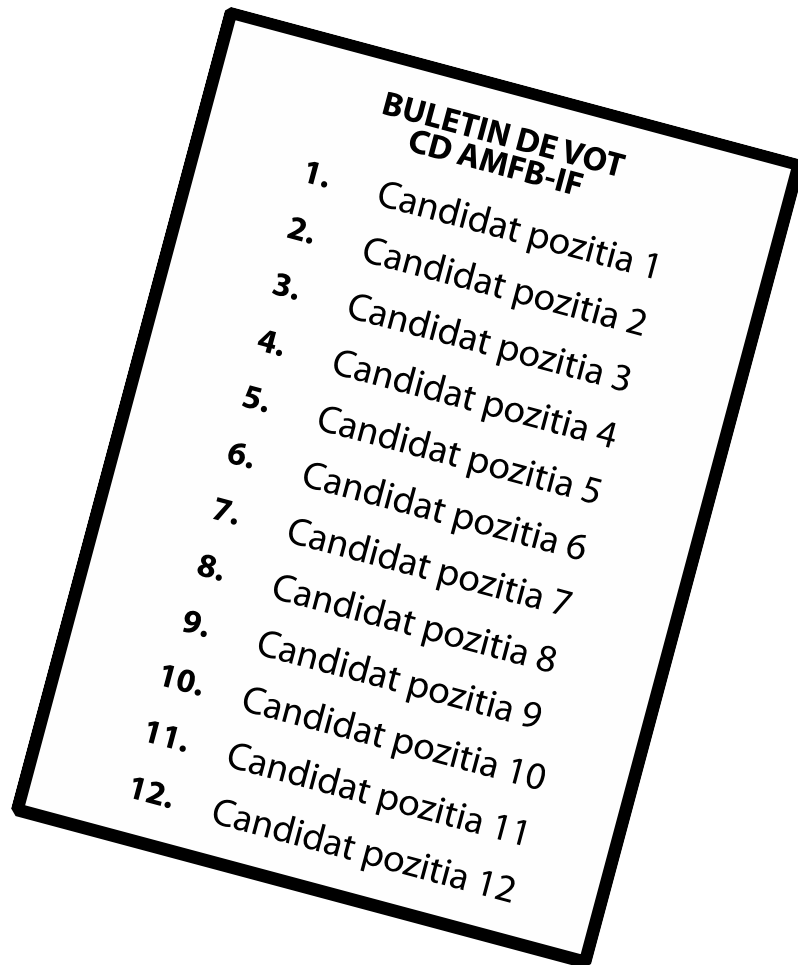 BULETIN DE VOT
CD AMFB-IF
1. Candidat pozitia 1
2. Candidat pozitia 2
3. Candidat pozitia 3
4. Candidat pozitia 4
5. Candidat pozitia 5
6. Candidat pozitia 6
7. Candidat pozitia 7
8. Candidat pozitia 8
9. Candidat pozitia 9
10. Candidat pozitia 10
11. Candidat pozitia 11
12. Candidat pozitia 12